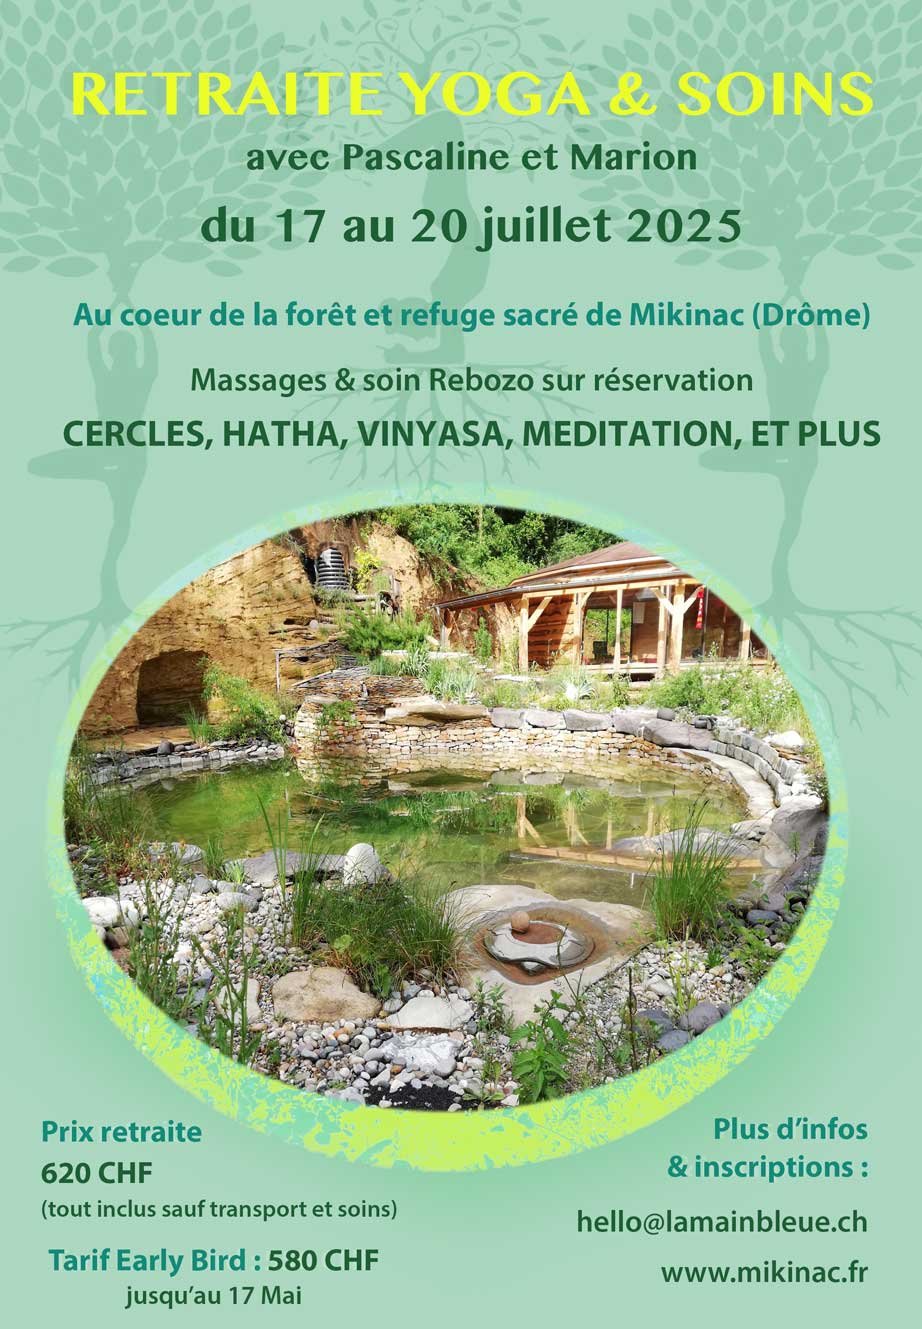 RETRAITE YOGA & SOINS
avec Pascaline et Marion
du 17 au 20 juillet 2025
Au coeur de la forêt et refuge sacré de Mikinac (Drôme)
Massages & soin Rebozo sur réservation
CERCLES, HATHA, VINYASA, MEDITATION, ET PLUS
Prix retraite
620 CHF
(tout inclus sauf transport et soins)
Tarif Early Bird : 580 CHF
jusqu'au 17 Mai
Plus d'infos
& inscriptions :
hello@lamainbleue.ch
www.mikinac.fr